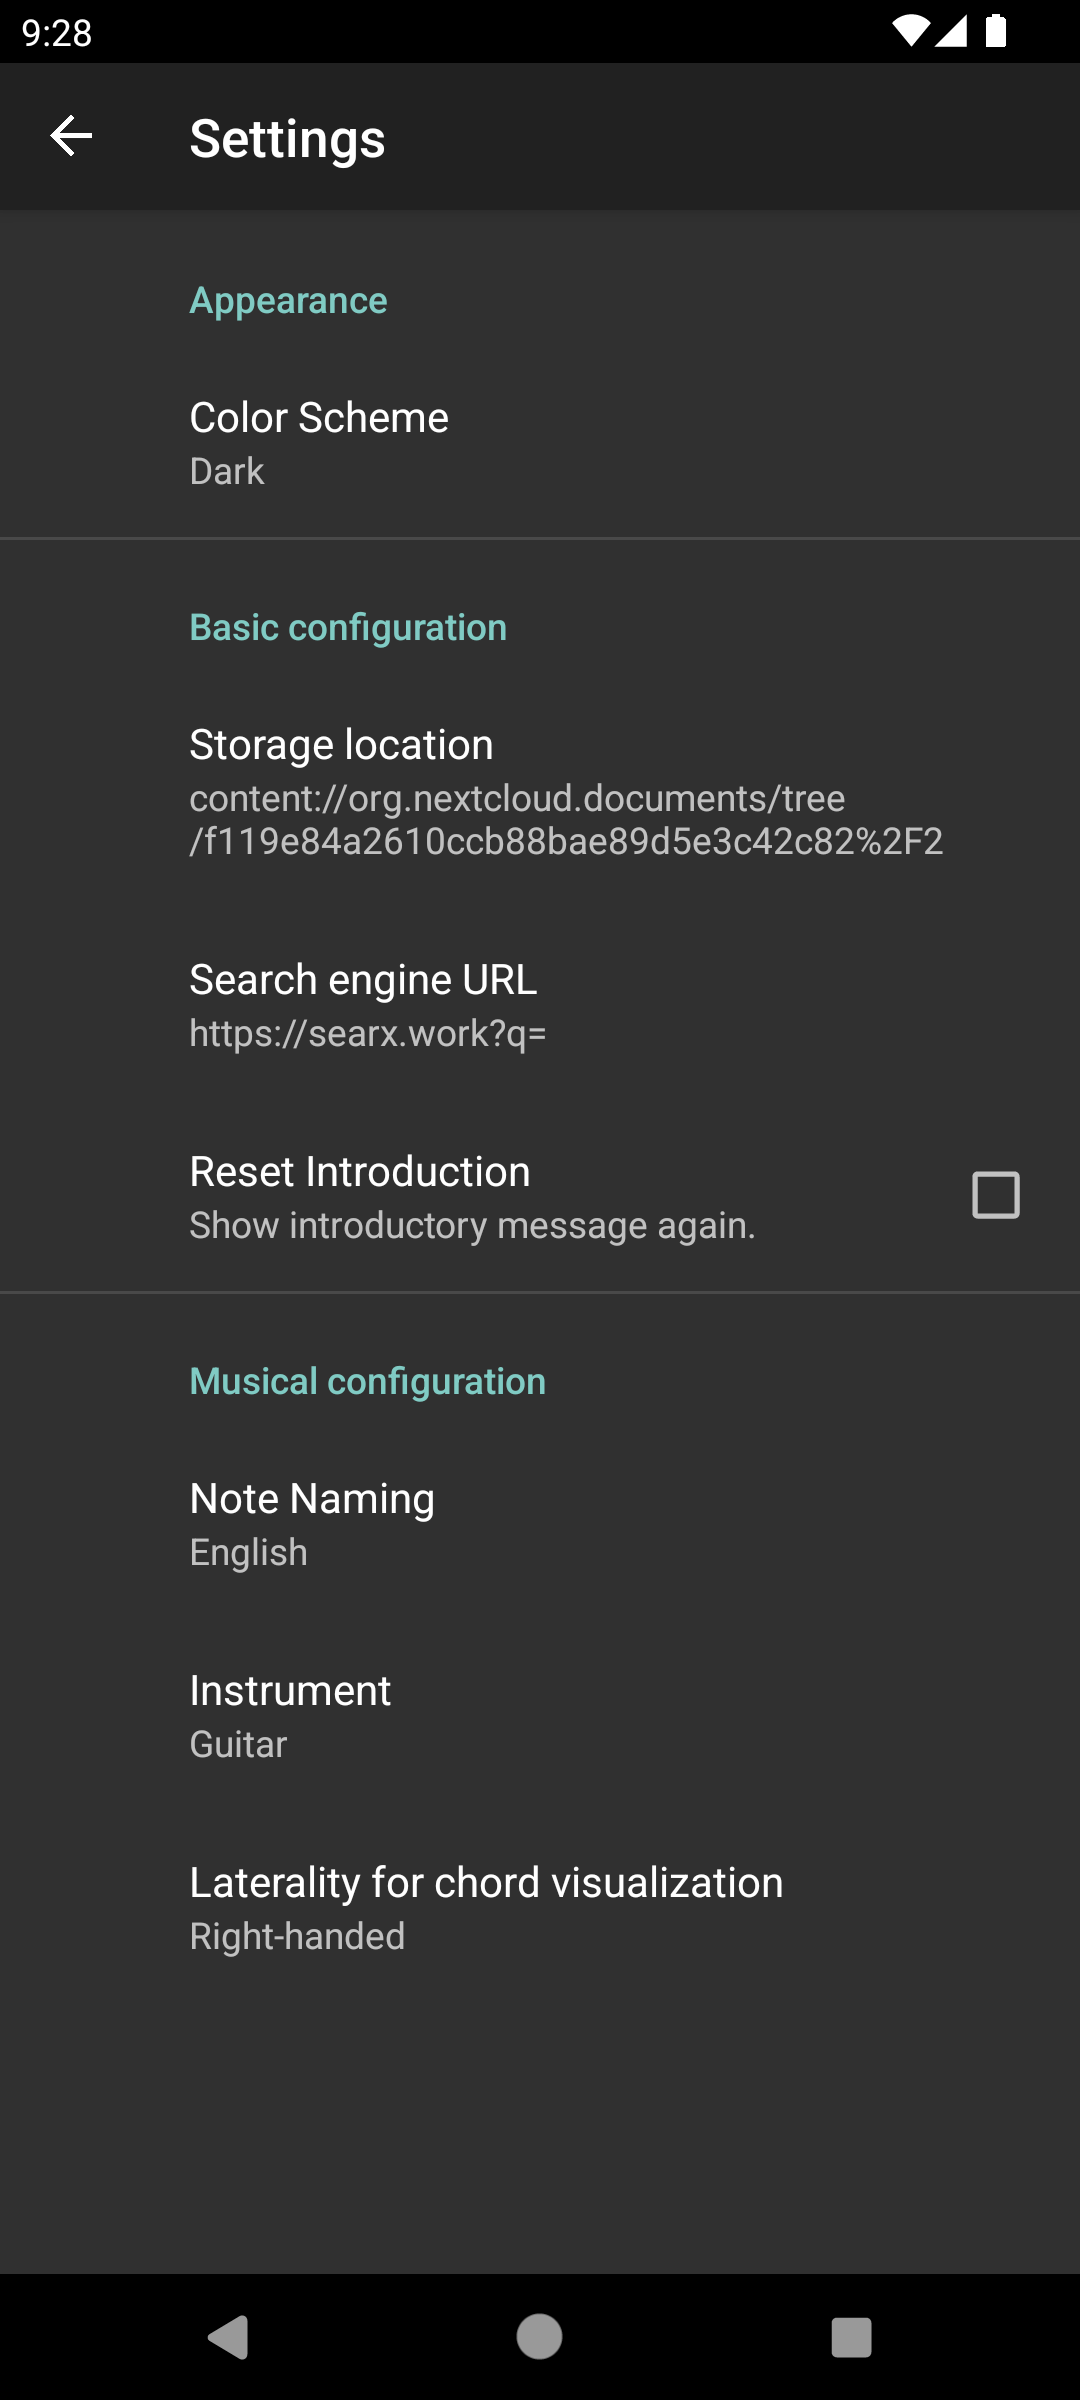 9:28
Settings
Appearance
Color Scheme
Dark
Basic configuration
Storage location
content://org.nextcloud.documents/tree
/f119e84a2610ccb88bae89d5e3c42c82%2F2
Search engine URL
https://searx.work?q=
Reset Introduction
Show introductory message again.
Musical configuration
Note Naming
English
Instrument
Guitar
Laterality for chord visualization
Right-handed